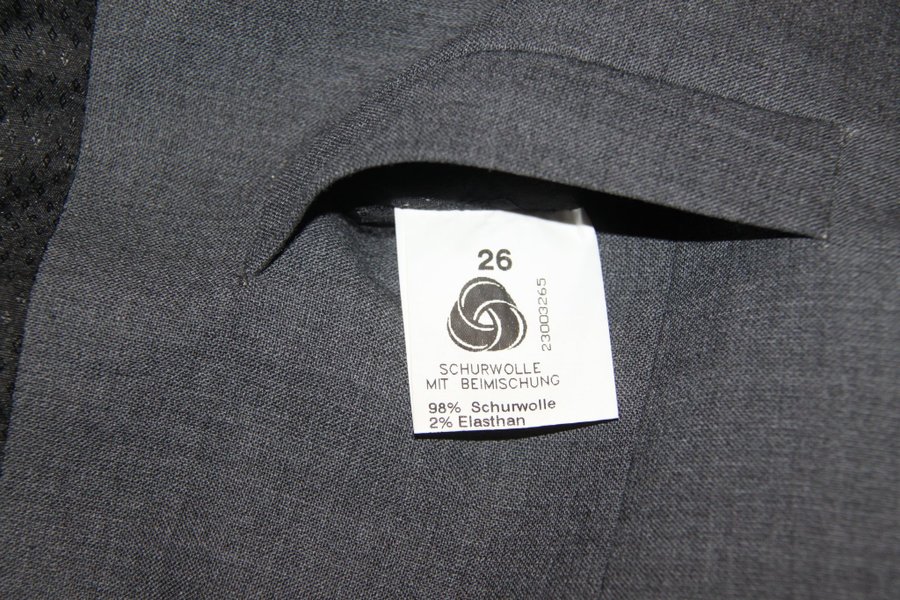 26
23003265
SCHURWOLLE
MIT BEIMISCHUNG
98% Schurwolle
2% Elasthan